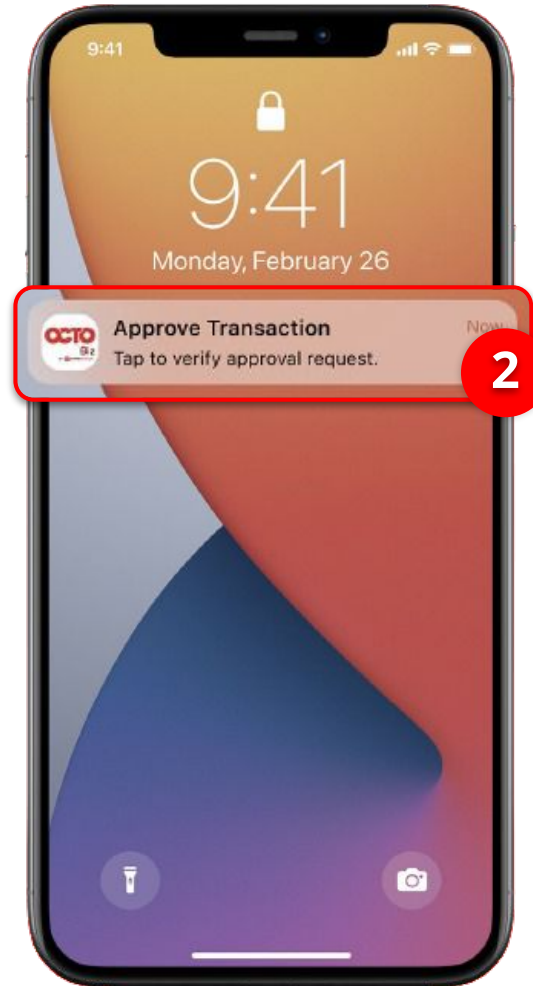 9:41
9:41
Monday, February 26
OCTO
Biz
Approve Transaction
Now
Tap to verify approval request.
2